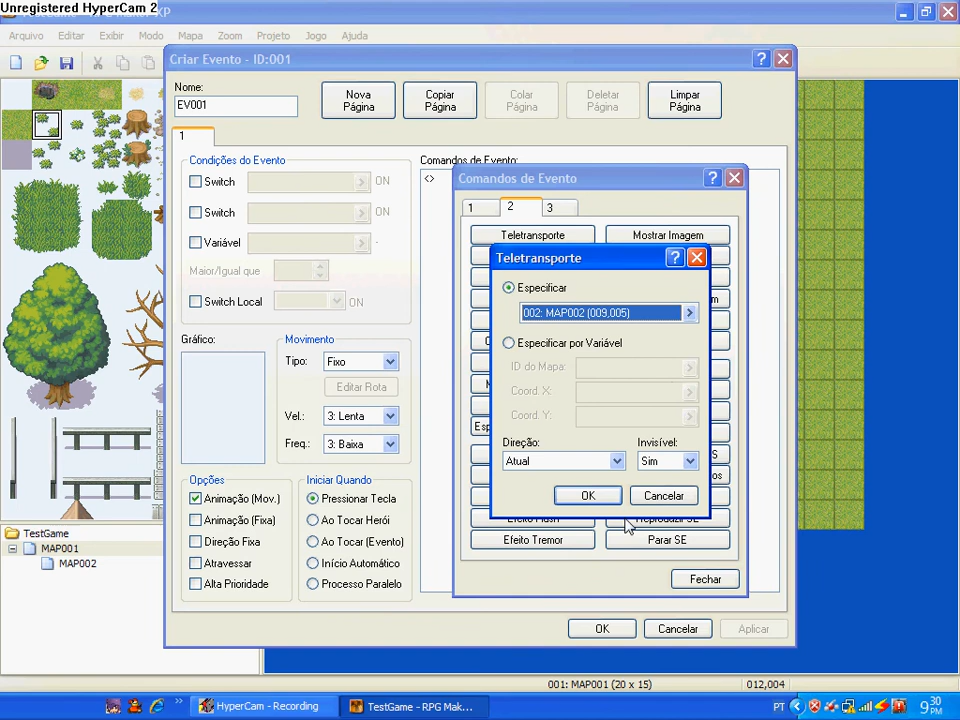 Unregistered HyperCam 2
Arquivo Editar Exibir Modo Mapa Zoom Projeto Jogo Ajuda
Criar Evento - ID:001
Nome:
EV001
Nova Página
Copiar Página
Colar Página
Deletar Página
Limpar Página
1
Condições do Evento
Switch ON
Switch ON
Variável -
Maior/Igual que
Switch Local ON
Gráfico:
Movimento
Tipo: Fixo
Editar Rota
Vel.: 3: Lenta
Freq.: 3: Baixa
Opções
Animação (Mov.)
Animação (Fixa)
Direção Fixa
Atravessar
Alta Prioridade
Iniciar Quando
Pressionar Tecla
Ao Tocar Herói
Ao Tocar (Evento)
Início Automático
Processo Paralelo
Comandos de Evento:
<>
Comandos de Evento
1 2 3
Teletransporte Mostrar Imagem
Teletransporte
Especificar
002: MAP002 (009,005)
Especificar por Variável
ID do Mapa:
Coord. X:
Coord. Y:
Direção: Invisível:
Atual Sim
OK Cancelar
Efeito Flash Reproduzir SE
Efeito Tremor Parar SE
Fechar
OK Cancelar Aplicar
TestGame
MAP001
MAP002
001: MAP001 (20 x 15) 012,004
HyperCam - Recording
TestGame - RPG Mak...
PT
9:30 PM